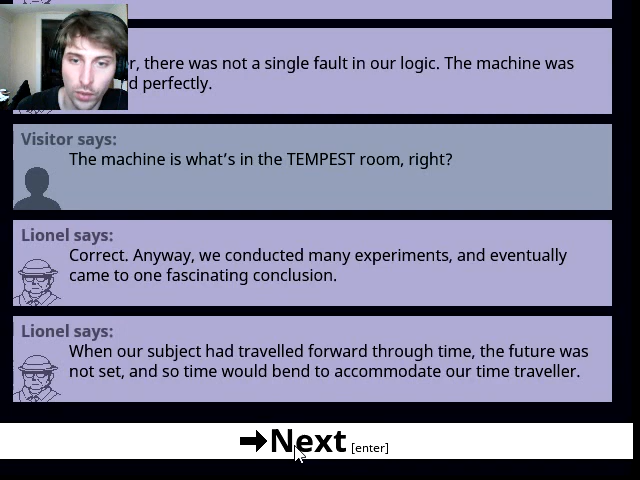 , there was not a single fault in our logic. The machine was
perfectly.
Visitor says:
The machine is what’s in the TEMPEST room, right?
Lionel says:
Correct. Anyway, we conducted many experiments, and eventually
came to one fascinating conclusion.
Lionel says:
When our subject had travelled forward through time, the future was
not set, and so time would bend to accommodate our time traveller.
➡Next [enter]